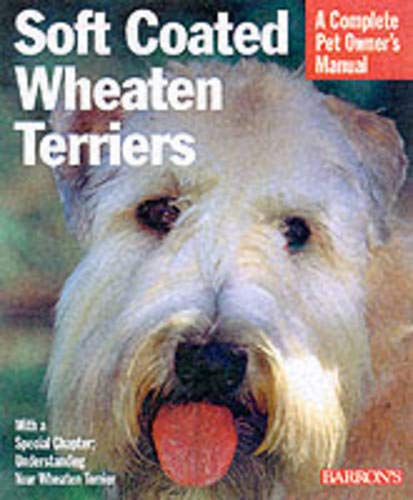 Soft Coated
Wheaten
Terriers
A Complete
Pet Owner's
Manual
With a
Special Chapter:
Understanding
Your Wheaten Terrier
BARRON'S